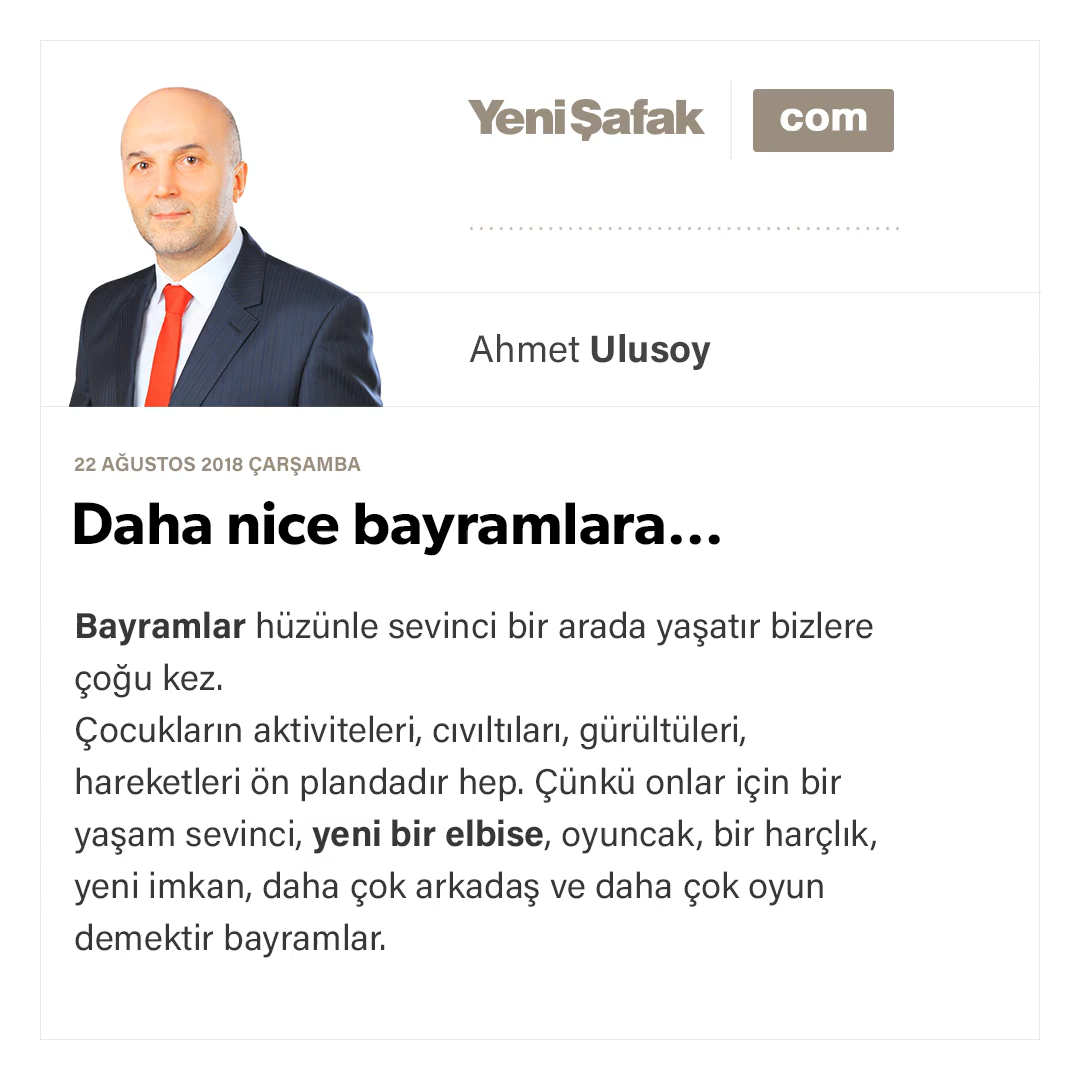 YeniŞafak com
Ahmet Ulusoy
22 AĞUSTOS 2018 ÇARŞAMBA
Daha nice bayramlara...
Bayramlar hüzünle sevinci bir arada yaşatır bizlere
çoğu kez.
Çocukların aktiviteleri, cıvıltıları, gürültüleri,
hareketleri ön plandadır hep. Çünkü onlar için bir
yaşam sevinci, yeni bir elbise, oyuncak, bir harçlık,
yeni imkan, daha çok arkadaş ve daha çok oyun
demektir bayramlar.